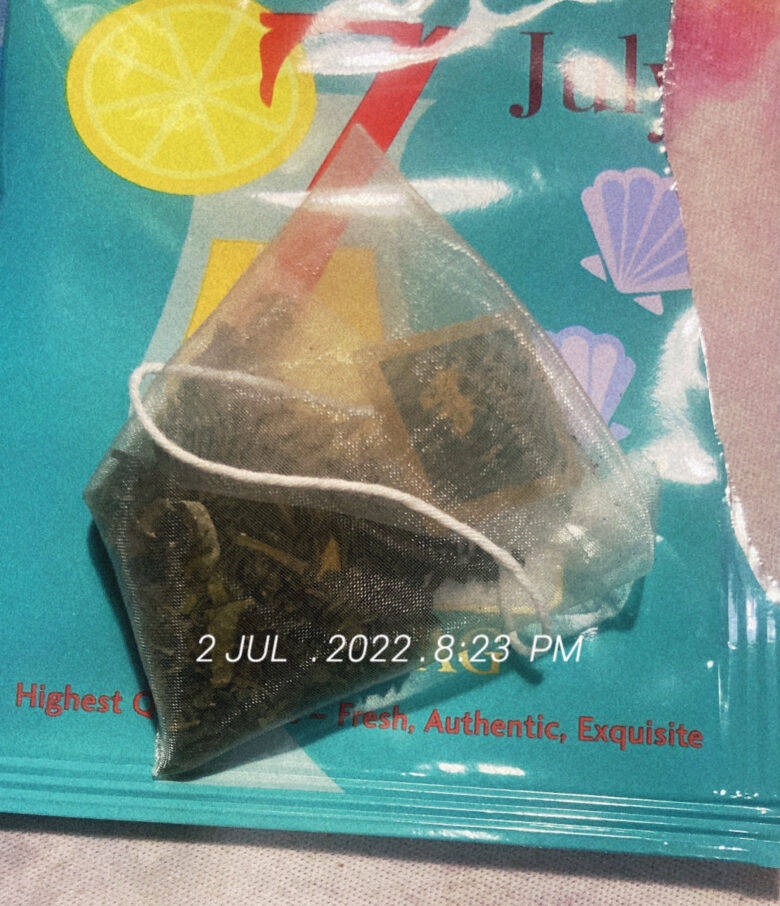 7 July
2 JUL . 2022 . 8:23 PM
Highest – Fresh, Authentic, Exquisite